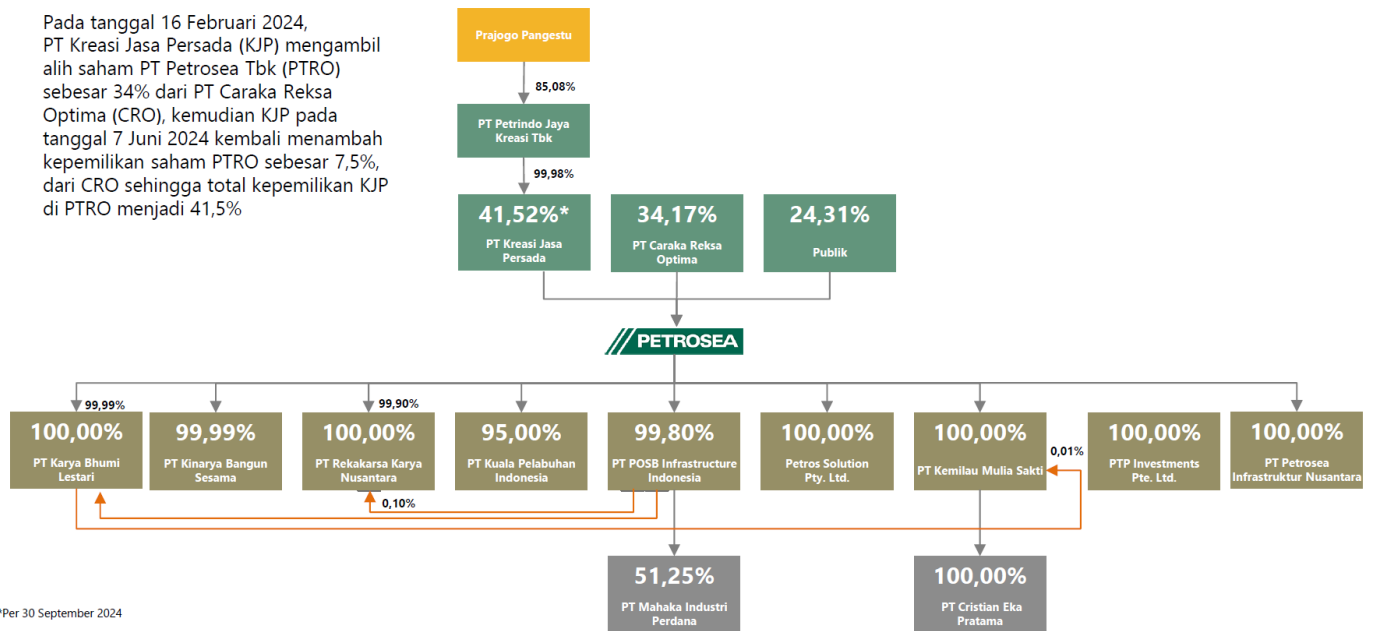 Pada tanggal 16 Februari 2024,
PT Kreasi Jasa Persada (KJP) mengambil
alih saham PT Petrosea Tbk (PTRO)
sebesar 34% dari PT Caraka Reksa
Optima (CRO), kemudian KJP pada
tanggal 7 Juni 2024 kembali menambah
kepemilikan saham PTRO sebesar 7,5%,
dari CRO sehingga total kepemilikan KJP
di PTRO menjadi 41,5%
Prajogo Pangestu
85,08%
PT Petrindo Jaya
Kreasi Tbk
99,98%
41,52%*
PT Kreasi Jasa
Persada
34,17%
PT Caraka Reksa
Optima
24,31%
Publik
PETROSEA
99,99%
100,00%
PT Karya Bhumi
Lestari
99,99%
PT Kinarya Bangun
Sesama
99,90%
100,00%
PT Rekakarsa Karya
Nusantara
95,00%
PT Kuala Pelabuhan
Indonesia
99,80%
PT POSB Infrastructure
Indonesia
100,00%
Petros Solution
Pty. Ltd.
100,00%
PT Kemilau Mulia Sakti
0,01%
100,00%
PTP Investments
Pte. Ltd.
100,00%
PT Petrosea
Infrastruktur Nusantara
0,10%
51,25%
PT Mahaka Industri
Perdana
100,00%
PT Cristian Eka
Pratama
*Per 30 September 2024